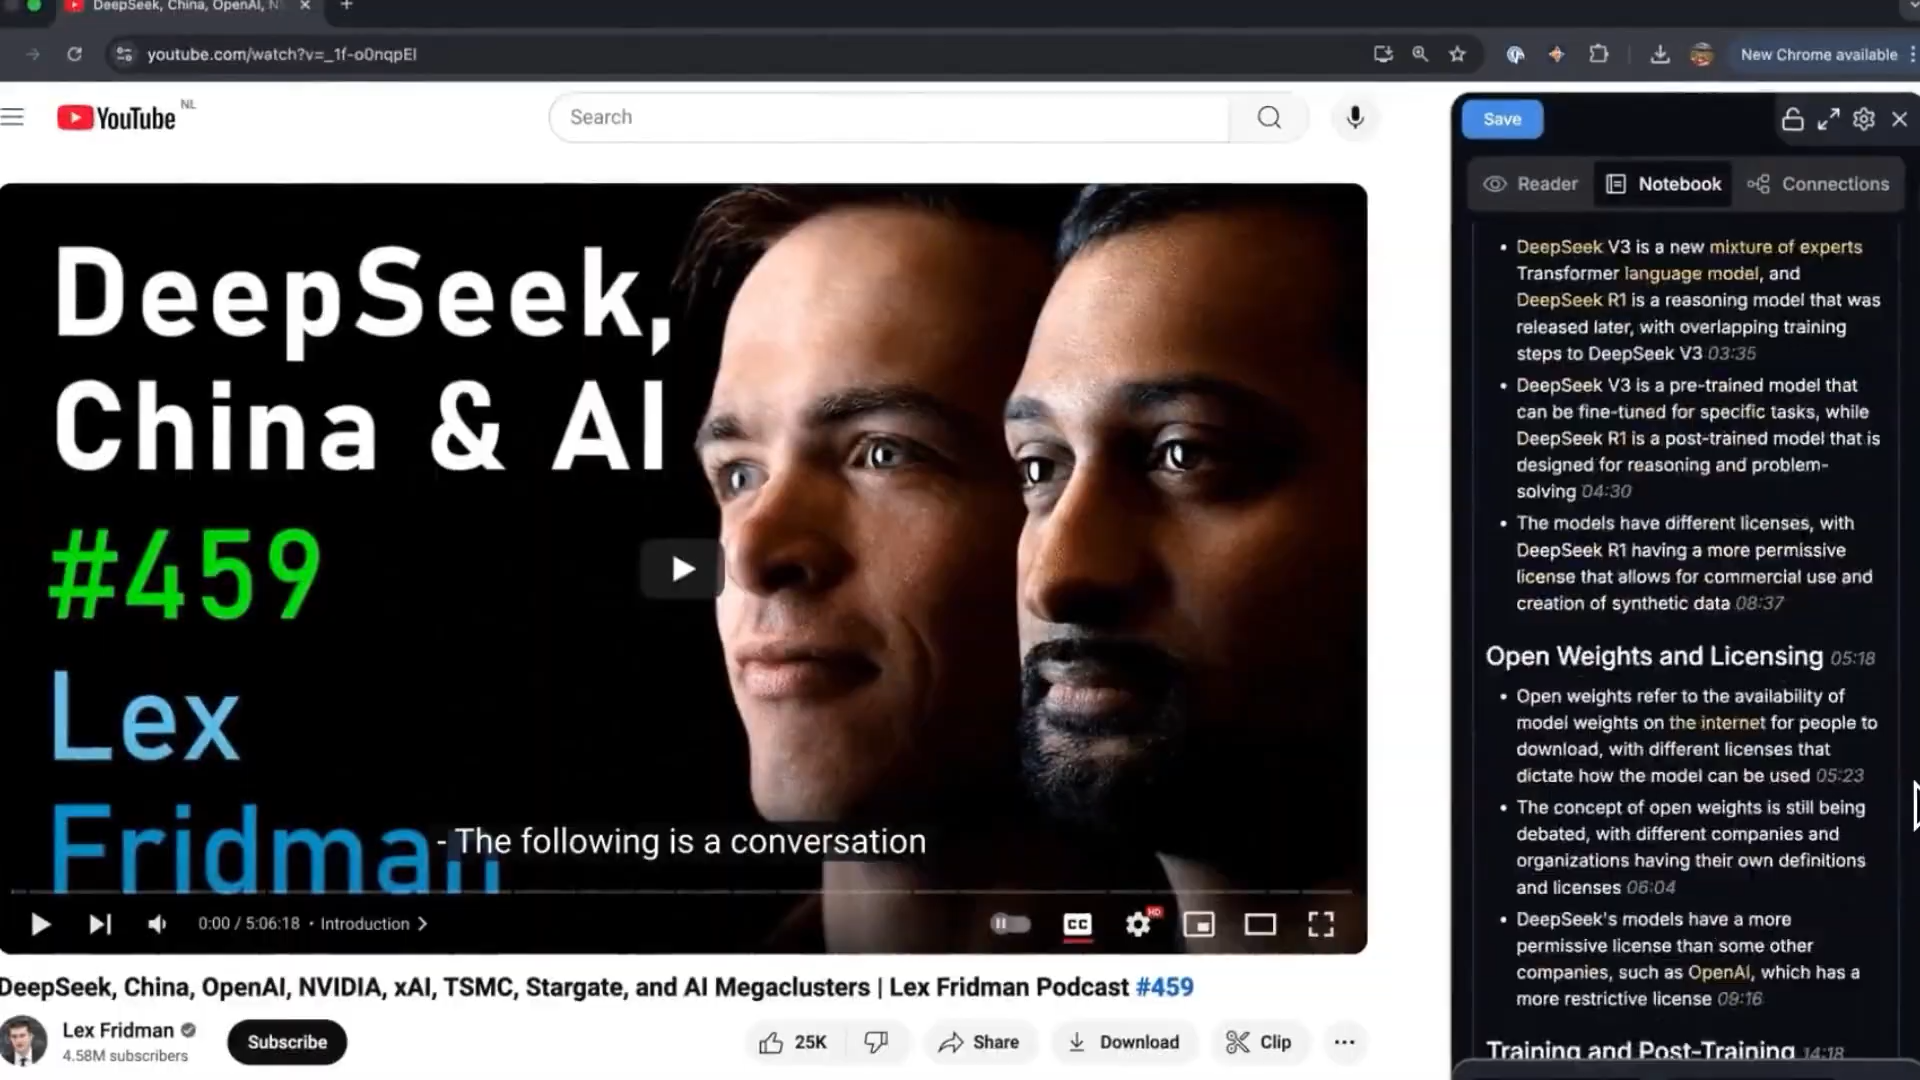 DeepSeek, China, OpenAI, N
youtube.com/watch?v=_1f-o0nqpEI
New Chrome available
YouTube NL
Search
DeepSeek,
China & AI
#459
Lex
Fridman
- The following is a conversation
0:00 / 5:06:18 • Introduction
CC
HD
DeepSeek, China, OpenAI, NVIDIA, xAI, TSMC, Stargate, and AI Megaclusters | Lex Fridman Podcast #459
Lex Fridman
4.58M subscribers
Subscribe
25K
Share
Download
Clip
Save
Reader
Notebook
Connections
• DeepSeek V3 is a new mixture of experts
Transformer language model, and
DeepSeek R1 is a reasoning model that was
released later, with overlapping training
steps to DeepSeek V3 03:35
• DeepSeek V3 is a pre-trained model that
can be fine-tuned for specific tasks, while
DeepSeek R1 is a post-trained model that is
designed for reasoning and problem-
solving 04:30
• The models have different licenses, with
DeepSeek R1 having a more permissive
license that allows for commercial use and
creation of synthetic data 08:37
Open Weights and Licensing 05:18
• Open weights refer to the availability of
model weights on the internet for people to
download, with different licenses that
dictate how the model can be used 05:23
• The concept of open weights is still being
debated, with different companies and
organizations having their own definitions
and licenses 06:04
• DeepSeek's models have a more
permissive license than some other
companies, such as OpenAI, which has a
more restrictive license 09:16
Training and Post-Training 14:18